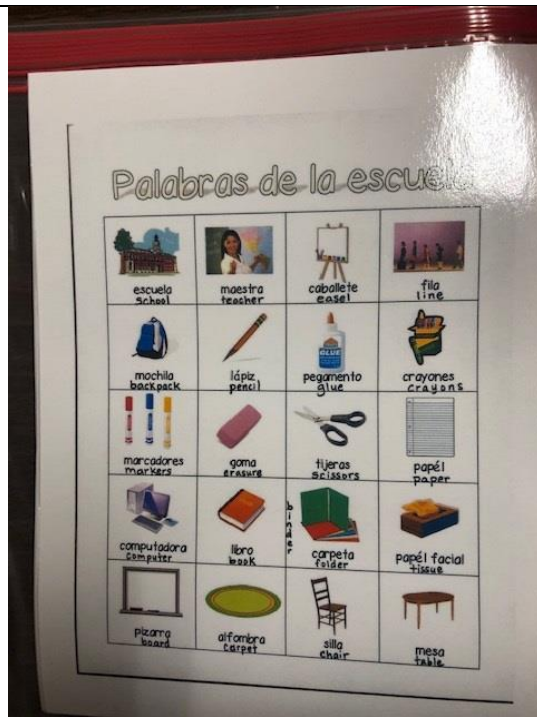 Palabras de la escuela
escuela
school
maestra
teacher
caballete
easel
fila
line
mochila
backpack
lápiz
pencil
GLUE
pegamento
glue
crayones
crayons
marcadores
markers
goma
erasure
tijeras
scissors
papél
paper
computadora
computer
libro
book
binder
carpeta
folder
papél facial
tissue
pizarra
board
alfombra
carpet
silla
chair
mesa
table